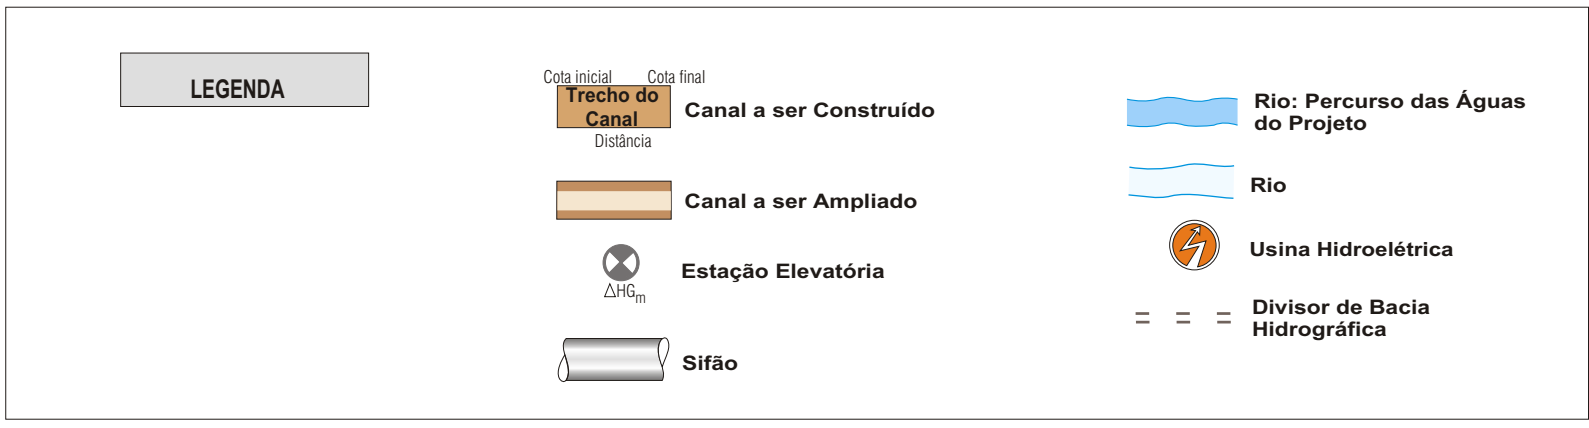 LEGENDA
Cota inicial Cota final
Trecho do
Canal
Distância
Canal a ser Construído
Canal a ser Ampliado
Estação Elevatória
△HGm
Sifão
Rio: Percurso das Águas
do Projeto
Rio
Usina Hidroelétrica
Divisor de Bacia
Hidrográfica